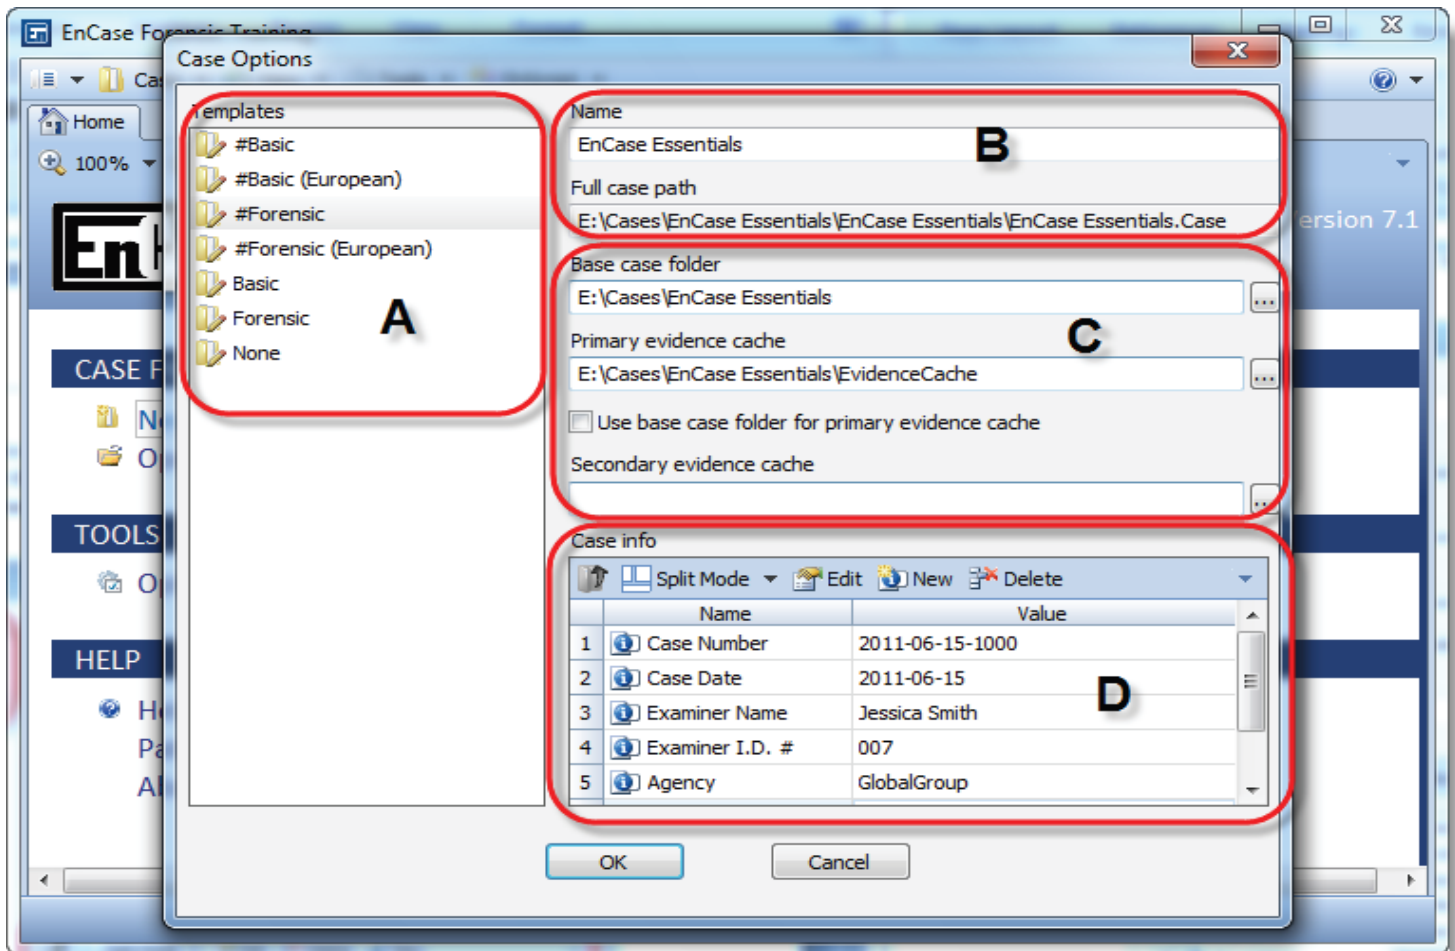 EnCase Forensic Training
Case Options
Ca
Home
100%
En
ersion 7.1
CASE F
N
O
TOOLS
O
HELP
H
Pa
A
Templates
#Basic
#Basic (European)
#Forensic
#Forensic (European)
Basic
Forensic
None
A
Name
EnCase Essentials
B
Full case path
E:\Cases\EnCase Essentials\EnCase Essentials\EnCase Essentials.Case
Base case folder
E:\Cases\EnCase Essentials
...
C
Primary evidence cache
E:\Cases\EnCase Essentials\EvidenceCache
...
Use base case folder for primary evidence cache
Secondary evidence cache
...
Case info
Split Mode Edit New Delete
Name Value
1 Case Number 2011-06-15-1000
2 Case Date 2011-06-15
D
3 Examiner Name Jessica Smith
4 Examiner I.D. # 007
5 Agency GlobalGroup
OK Cancel